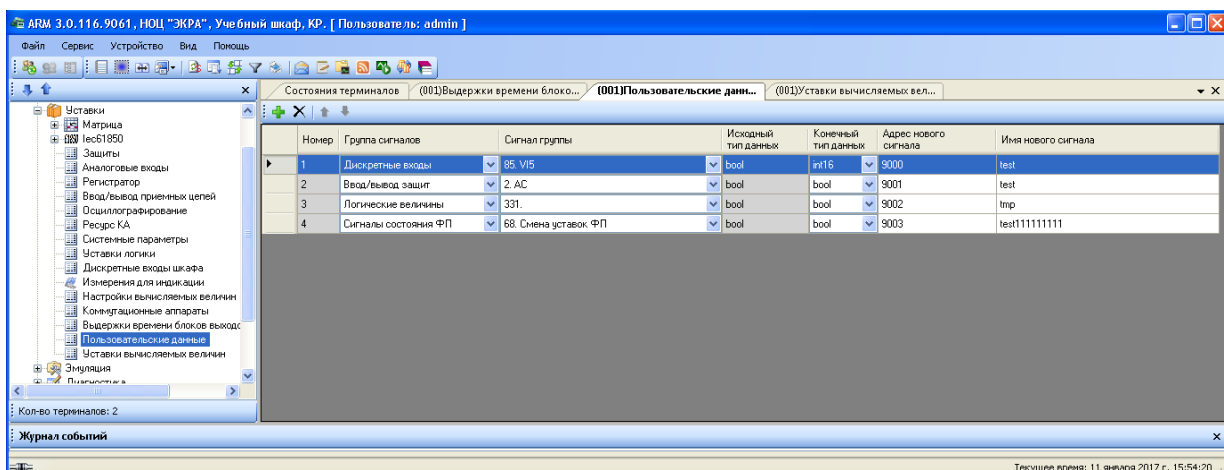 ARM 3.0.116.9061, НОЦ "ЭКРА", Учебный шкаф, KP. [ Пользователь: admin ]
Файл Сервис Устройство Вид Помощь
Состояния терминалов (001)Выдержки времени блоко... (001)Пользовательские данн... (001)Уставки вычисляемых вел...
Уставки
Матрица
Iec61850
Защиты
Аналоговые входы
Регистратор
Ввод/вывод приемных цепей
Осциллографирование
Ресурс КА
Системные параметры
Уставки логики
Дискретные входы шкафа
Измерения для индикации
Настройки вычисляемых величин
Коммутационные аппараты
Выдержки времени блоков выходо
Пользовательские данные
Уставки вычисляемых величин
Эмуляция
Диагностика
Кол-во терминалов: 2
Номер Группа сигналов Сигнал группы Исходный тип данных Конечный тип данных Адрес нового сигнала Имя нового сигнала
1 Дискретные входы 85. VI5 bool int16 9000 test
2 Ввод/вывод защит 2. AC bool bool 9001 test
3 Логические величины 331. bool bool 9002 tmp
4 Сигналы состояния ФП 68. Смена уставок ФП bool bool 9003 test111111111
Журнал событий
Текущее время: 11 января 2017 г. 15:54:20